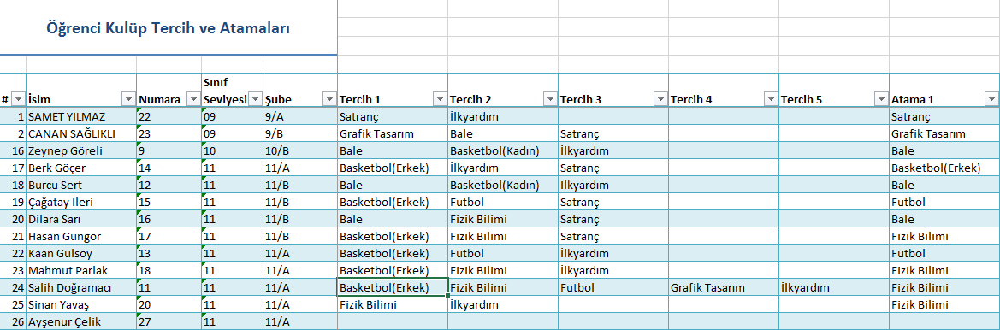 Öğrenci Kulüp Tercih ve Atamaları
# İsim Numara Sınıf Seviyesi Şube Tercih 1 Tercih 2 Tercih 3 Tercih 4 Tercih 5 Atama 1
1 SAMET YILMAZ 22 09 9/A Satranç İlkyardım Satranç
2 CANAN SAĞLIKLI 23 09 9/B Grafik Tasarım Bale Satranç Grafik Tasarım
16 Zeynep Göreli 9 10 10/B Bale Basketbol(Kadın) İlkyardım Bale
17 Berk Göçer 14 11 11/A Basketbol(Erkek) İlkyardım Satranç Basketbol(Erkek)
18 Burcu Sert 12 11 11/B Bale Basketbol(Kadın) İlkyardım Bale
19 Çağatay İleri 15 11 11/B Basketbol(Erkek) Futbol Satranç Futbol
20 Dilara Sarı 16 11 11/B Bale Fizik Bilimi Satranç Bale
21 Hasan Güngör 17 11 11/B Basketbol(Erkek) Fizik Bilimi Satranç Fizik Bilimi
22 Kaan Gülsoy 13 11 11/A Basketbol(Erkek) Futbol İlkyardım Futbol
23 Mahmut Parlak 18 11 11/A Basketbol(Erkek) Fizik Bilimi İlkyardım Fizik Bilimi
24 Salih Doğramacı 11 11 11/A Basketbol(Erkek) Fizik Bilimi Futbol Grafik Tasarım İlkyardım Fizik Bilimi
25 Sinan Yavaş 20 11 11/A Fizik Bilimi İlkyardım Fizik Bilimi
26 Ayşenur Çelik 27 11 11/A